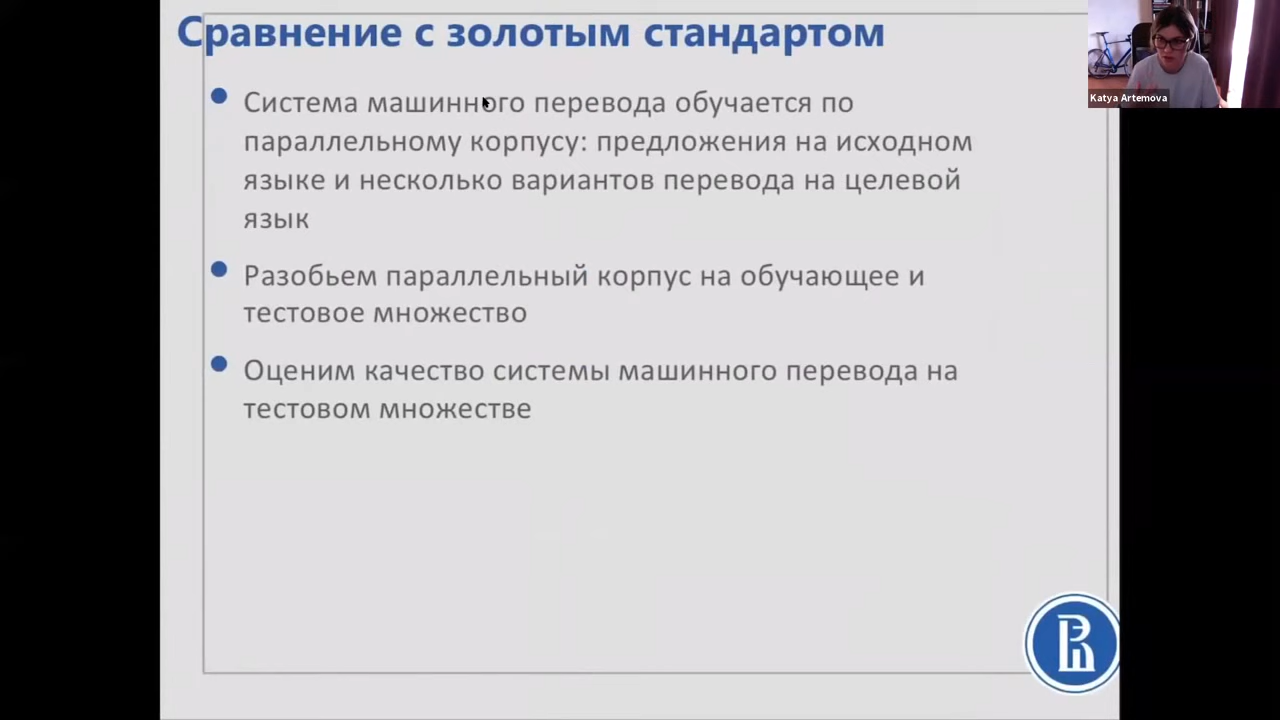 Сравнение с золотым стандартом
Katya Artemova
Система машинного перевода обучается по
параллельному корпусу: предложения на исходном
языке и несколько вариантов перевода на целевой
язык
Разобьем параллельный корпус на обучающее и
тестовое множество
Оценим качество системы машинного перевода на
тестовом множестве